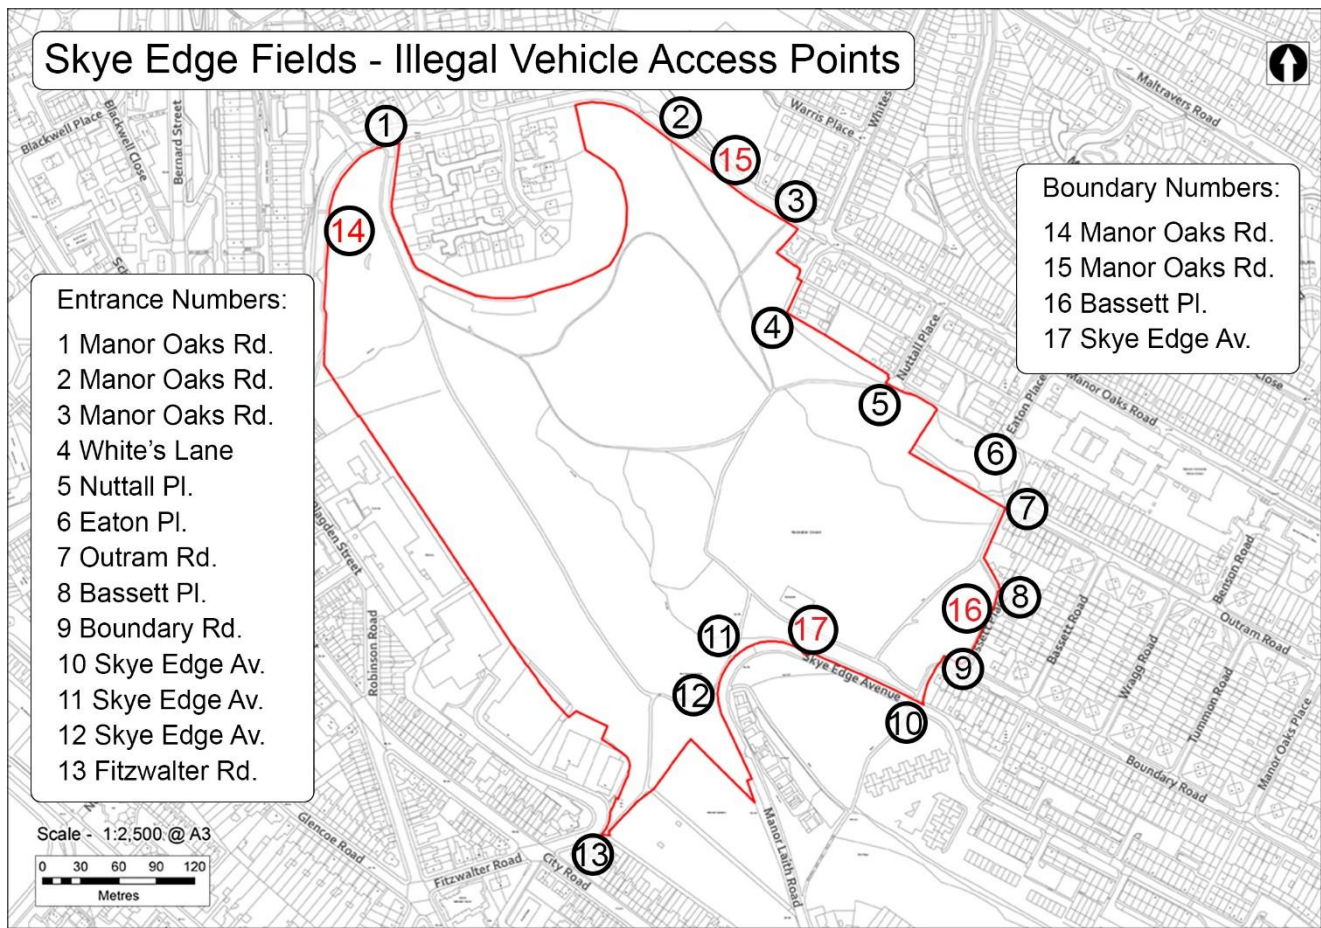 Skye Edge Fields - Illegal Vehicle Access Points
Blackwell Place
Blackwell Close
Bernard Street
1
2
15
3
Warris Place
Maltravers Road
14
Boundary Numbers:
14 Manor Oaks Rd.
15 Manor Oaks Rd.
16 Bassett Pl.
17 Skye Edge Av.
Entrance Numbers:
1 Manor Oaks Rd.
2 Manor Oaks Rd.
3 Manor Oaks Rd.
4 White's Lane
5 Nuttall Pl.
6 Eaton Pl.
7 Outram Rd.
8 Bassett Pl.
9 Boundary Rd.
10 Skye Edge Av.
11 Skye Edge Av.
12 Skye Edge Av.
13 Fitzwalter Rd.
4
Nuttall Place
5
Eaton Place
Manor Oaks Road
Close
6
7
Benson Road
Outram Road
16
8
Bassett Road
Wragg Road
Tummon Road
Manor Oaks Place
9
Boundary Road
10
11
17
Skye Edge Avenue
12
Robinson Road
Manor Laith Road
13
Glencoe Road
Fitzwalter Road
City Road
Scale - 1:2,500 @ A3
0 30 60 90 120
Metres